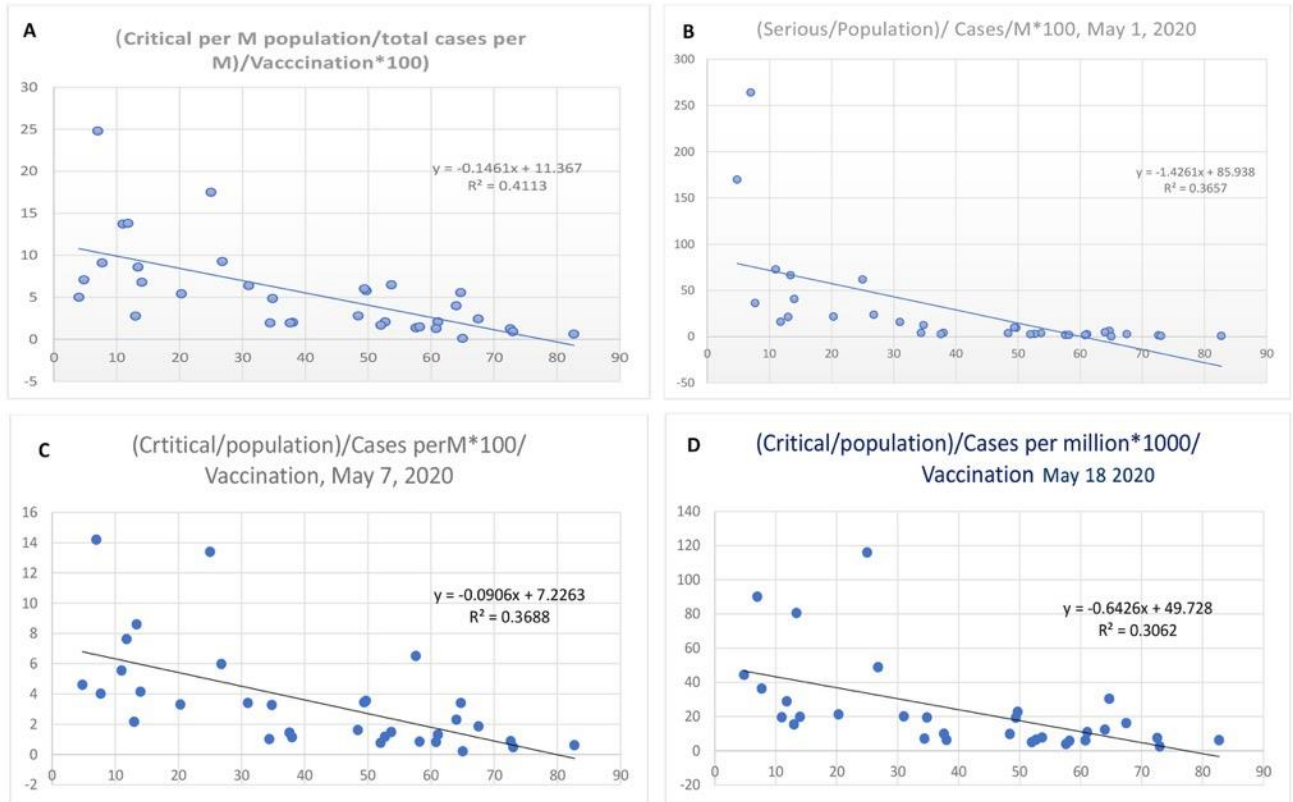 A
(Critical per M population/total cases per
M)/Vacccination*100)
30
25
20
15
10
5
0
-5
0 10 20 30 40 50 60 70 80 90
y = -0.1461x + 11.367
R² = 0.4113
B
(Serious/Population)/ Cases/M*100, May 1, 2020
300
250
200
150
100
50
0
-50
0 10 20 30 40 50 60 70 80 90
y = -1.4261x + 85.938
R² = 0.3657
C
(Crtitical/population)/Cases perM*100/
Vaccination, May 7, 2020
16
14
12
10
8
6
4
2
0
-2
0 10 20 30 40 50 60 70 80 90
y = -0.0906x + 7.2263
R² = 0.3688
D
(Critical/population)/Cases per million*1000/
Vaccination May 18 2020
140
120
100
80
60
40
20
0
-20
0 10 20 30 40 50 60 70 80 90
y = -0.6426x + 49.728
R² = 0.3062